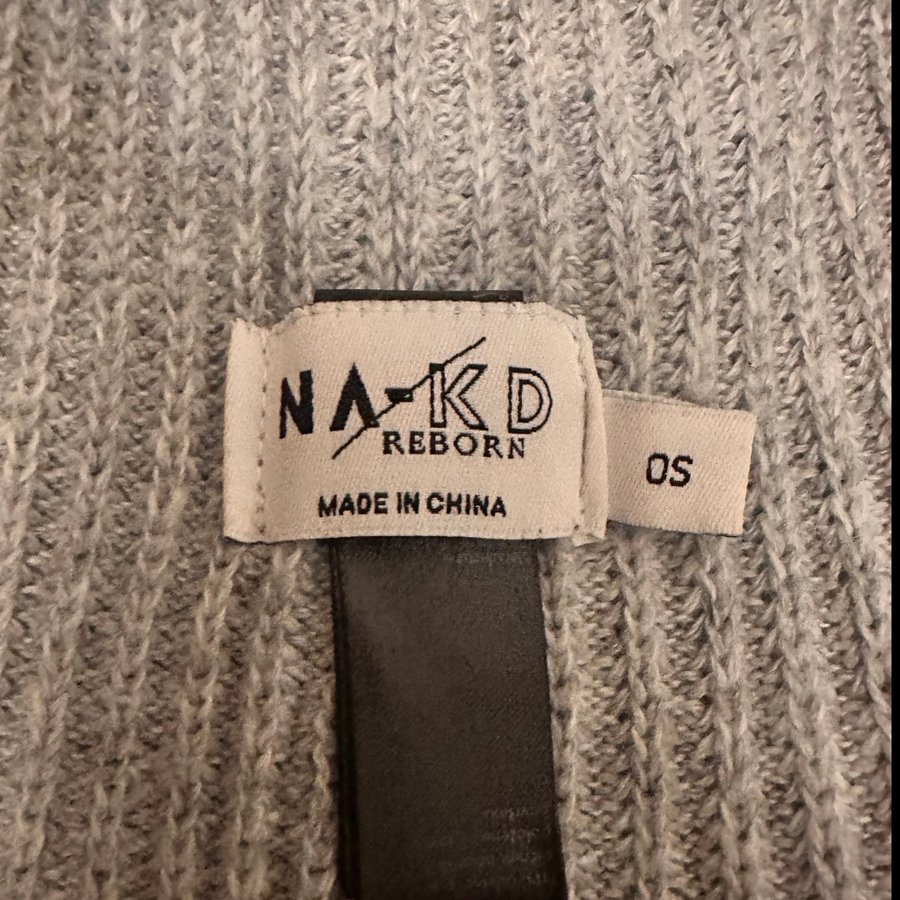 NA-KD
REBORN
MADE IN CHINA
OS